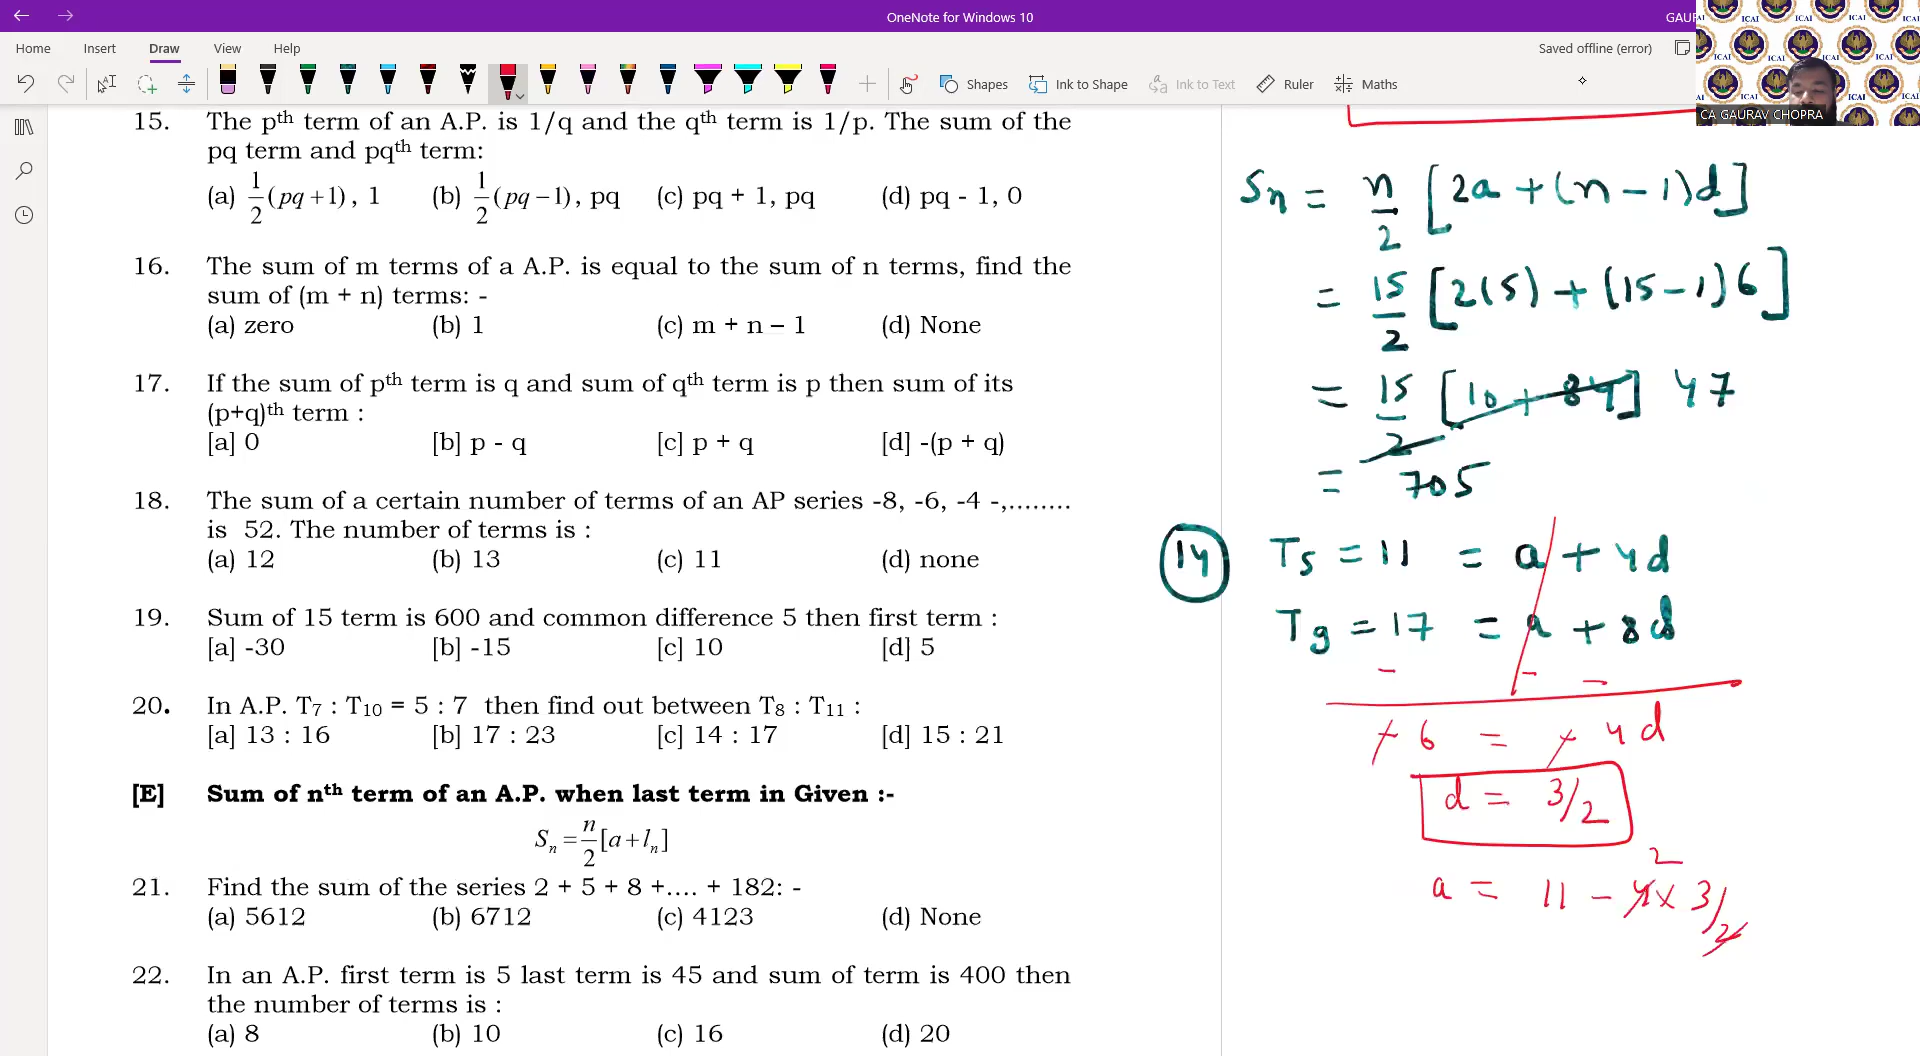 OneNote for Windows 10
GAUR
Home Insert Draw View Help
Saved offline (error)
Shapes Ink to Shape Ink to Text Ruler Maths
ICAI
CA GAURAV CHOPRA
15. The pth term of an A.P. is 1/q and the qth term is 1/p. The sum of the
pq term and pqth term:
(a) 1/2 (pq+1), 1 (b) 1/2 (pq−1), pq (c) pq + 1, pq (d) pq - 1, 0
16. The sum of m terms of a A.P. is equal to the sum of n terms, find the
sum of (m + n) terms: -
(a) zero (b) 1 (c) m + n – 1 (d) None
17. If the sum of pth term is q and sum of qth term is p then sum of its
(p+q)th term :
[a] 0 [b] p - q [c] p + q [d] -(p + q)
18. The sum of a certain number of terms of an AP series -8, -6, -4 -,........
is 52. The number of terms is :
(a) 12 (b) 13 (c) 11 (d) none
19. Sum of 15 term is 600 and common difference 5 then first term :
[a] -30 [b] -15 [c] 10 [d] 5
20. In A.P. T7 : T10 = 5 : 7 then find out between T8 : T11 :
[a] 13 : 16 [b] 17 : 23 [c] 14 : 17 [d] 15 : 21
[E] Sum of nth term of an A.P. when last term in Given :-
Sn = n/2 [a + ln]
21. Find the sum of the series 2 + 5 + 8 +.... + 182: -
(a) 5612 (b) 6712 (c) 4123 (d) None
22. In an A.P. first term is 5 last term is 45 and sum of term is 400 then
the number of terms is :
(a) 8 (b) 10 (c) 16 (d) 20
Sn = n/2 [2a + (n − 1)d]
= 15/2 [2(5) + (15 − 1)6]
= 15/2 [10 + 84] 47
= 705
14 T5 = 11 = a + 4d
T9 = 17 = a + 8d
- - -
- 6 = - 4d
d = 3/2
2
a = 11 - 4 x 3/2